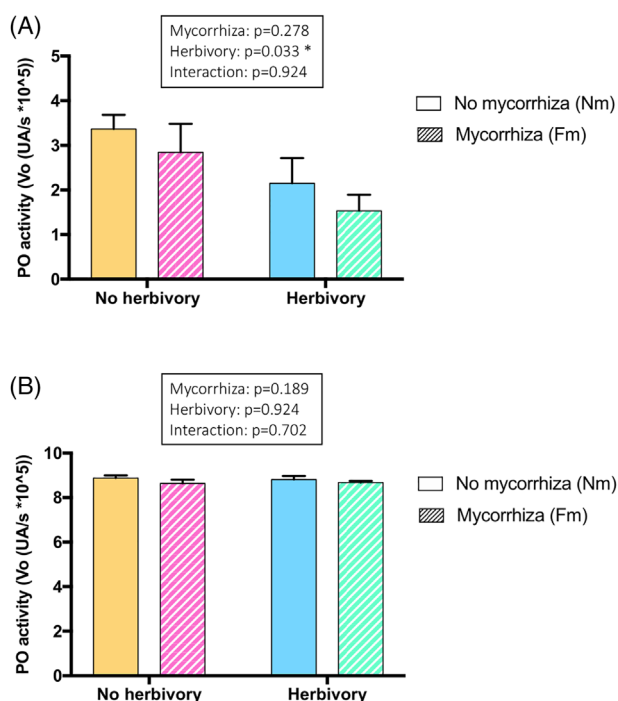 (A)
Mycorrhiza: p=0.278
Herbivory: p=0.033 *
Interaction: p=0.924
PO activity (Vo (UA/s *10^5))
5
4
3
2
1
0
No herbivory
Herbivory
No mycorrhiza (Nm)
Mycorrhiza (Fm)
(B)
Mycorrhiza: p=0.189
Herbivory: p=0.924
Interaction: p=0.702
PO activity (Vo (UA/s *10^5))
10
8
6
4
2
0
No herbivory
Herbivory
No mycorrhiza (Nm)
Mycorrhiza (Fm)